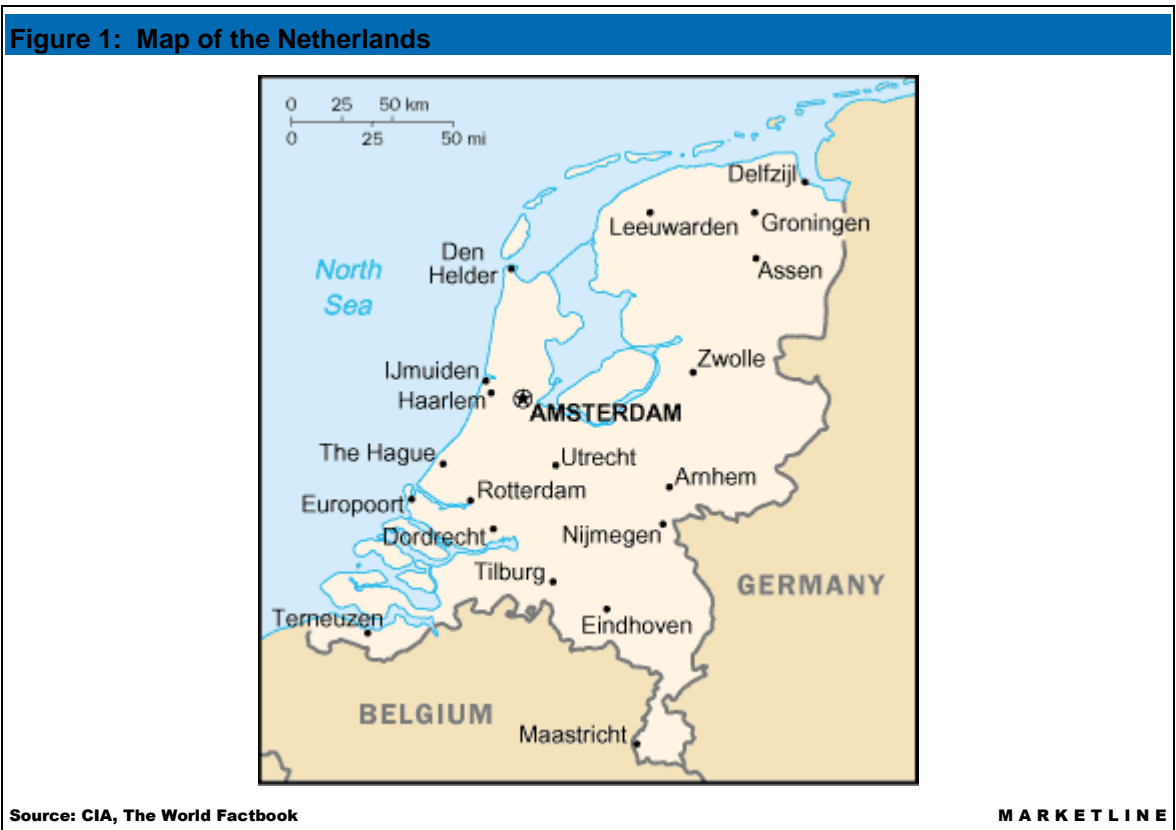 Figure 1: Map of the Netherlands
0 25 50 km
0 25 50 mi
Delfzijl
Leeuwarden
Groningen
Den
Helder
Assen
North
Sea
Zwolle
IJmuiden
Haarlem
AMSTERDAM
The Hague
Utrecht
Arnhem
Europoort
Rotterdam
Dordrecht
Nijmegen
Tilburg
GERMANY
Terneuzen
Eindhoven
BELGIUM
Maastricht
Source: CIA, The World Factbook
MARKETLINE